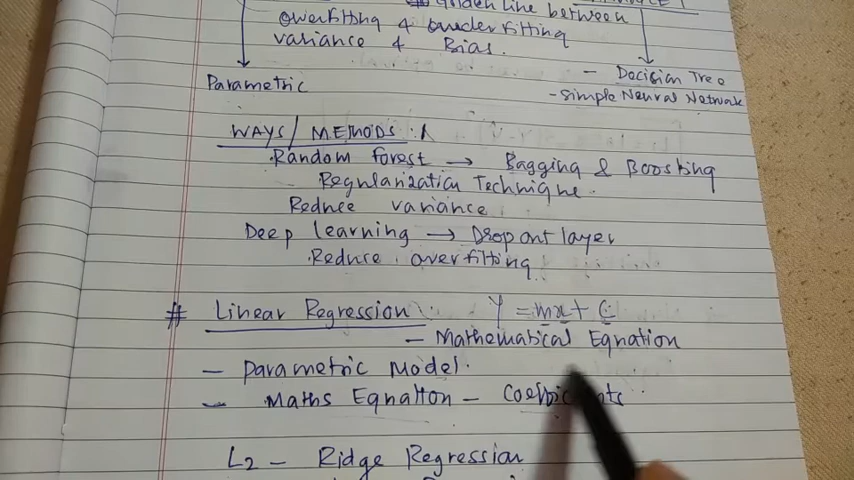 Golden Line between
overfitting & underfitting
variance & Bias.
Parametric
- Decision Tree
- Simple Neural Network
WAYS/ METHODS :
Random forest → Bagging & Boosting
Regularization Technique.
Reduce variance
Deep learning → Dropout layer
Reduce overfitting
# Linear Regression Y = mx + C
- Mathematical Equation
- Parametric Model.
- Maths Equation - Coefficients
L2 - Ridge Regression